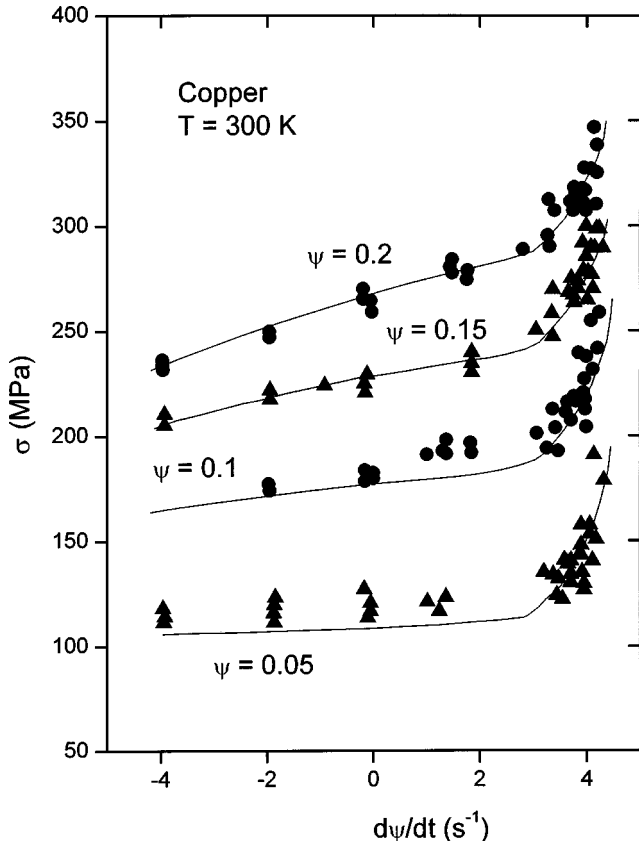 400
350
300
250
200
150
100
50
σ (MPa)
Copper
T = 300 K
ψ = 0.2
ψ = 0.15
ψ = 0.1
ψ = 0.05
-4 -2 0 2 4
dψ/dt (s⁻¹)